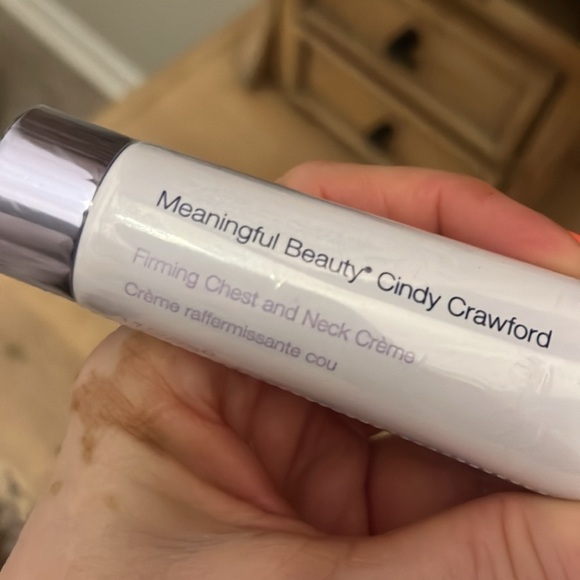 Meaningful Beauty® Cindy Crawford
Firming Chest and Neck Crème
Crème raffermissante cou